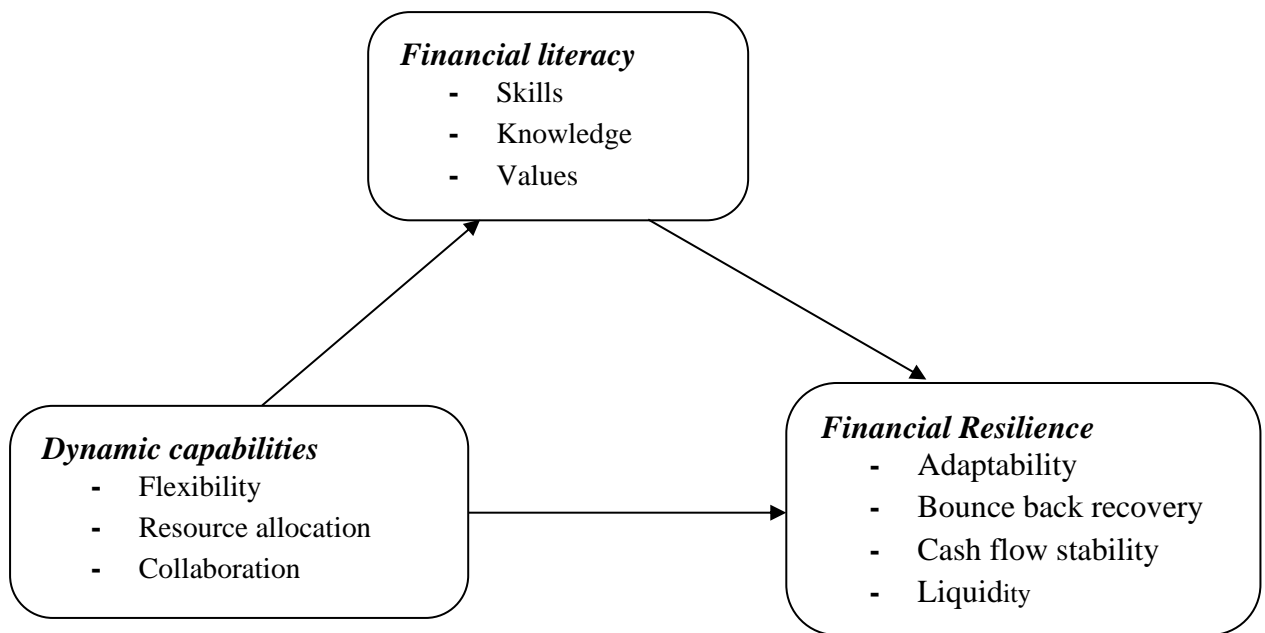 Financial literacy
- Skills
- Knowledge
- Values
Dynamic capabilities
- Flexibility
- Resource allocation
- Collaboration
Financial Resilience
- Adaptability
- Bounce back recovery
- Cash flow stability
- Liquidity